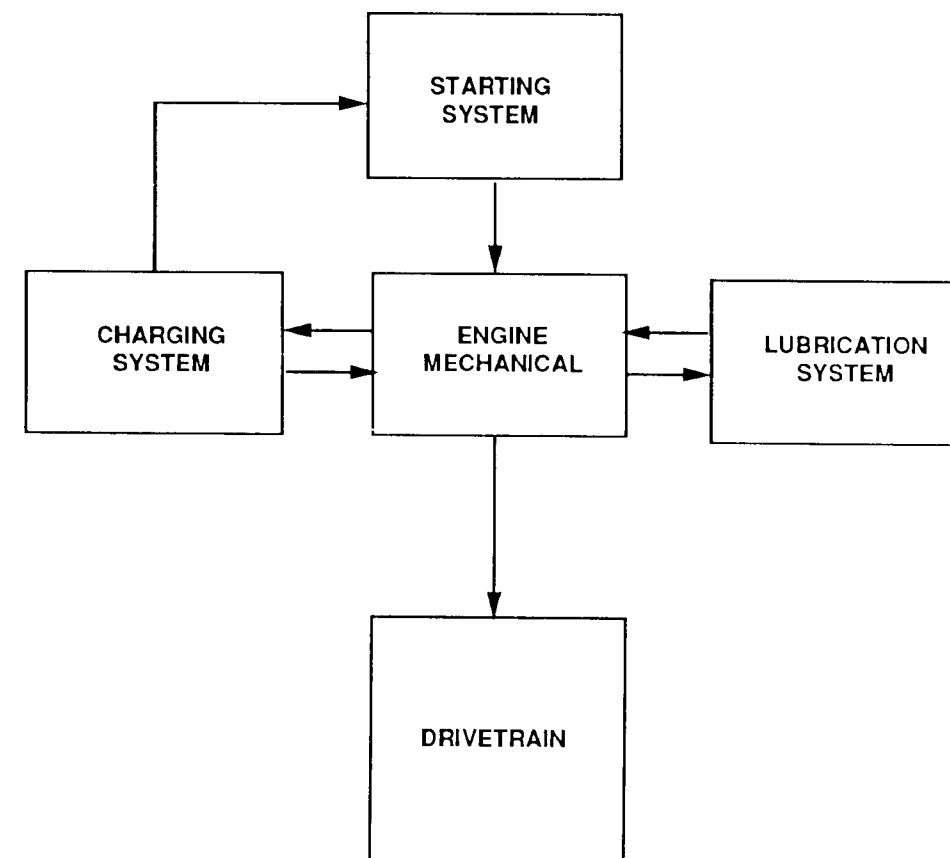 STARTING
SYSTEM
CHARGING
SYSTEM
ENGINE
MECHANICAL
LUBRICATION
SYSTEM
DRIVETRAIN